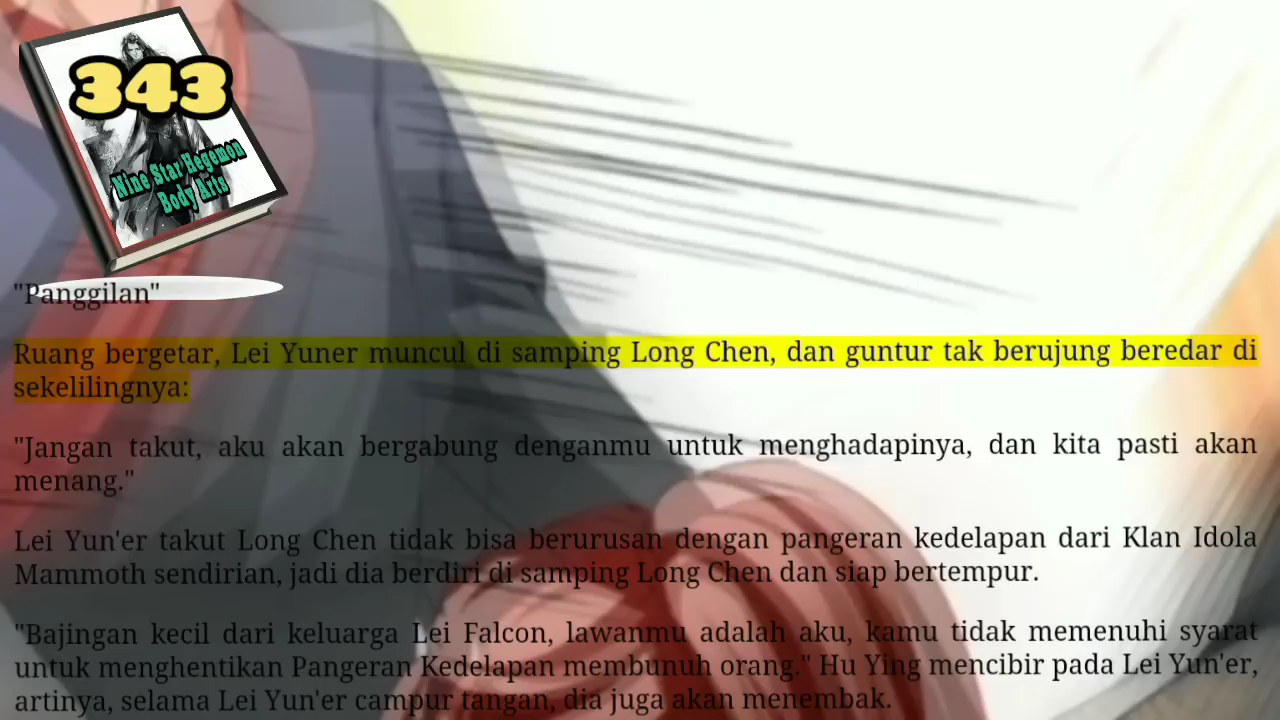 343
Nine Star Hegemon
Body Arts
"Panggilan"
Ruang bergetar, Lei Yuner muncul di samping Long Chen, dan guntur tak berujung beredar di
sekelilingnya:
"Jangan takut, aku akan bergabung denganmu untuk menghadapinya, dan kita pasti akan
menang."
Lei Yun'er takut Long Chen tidak bisa berurusan dengan pangeran kedelapan dari Klan Idola
Mammoth sendirian, jadi dia berdiri di samping Long Chen dan siap bertempur.
"Bajingan kecil dari keluarga Lei Falcon, lawanmu adalah aku, kamu tidak memenuhi syarat
untuk menghentikan Pangeran Kedelapan membunuh orang." Hu Ying mencibir pada Lei Yun'er,
artinya, selama Lei Yun'er campur tangan, dia juga akan menembak.